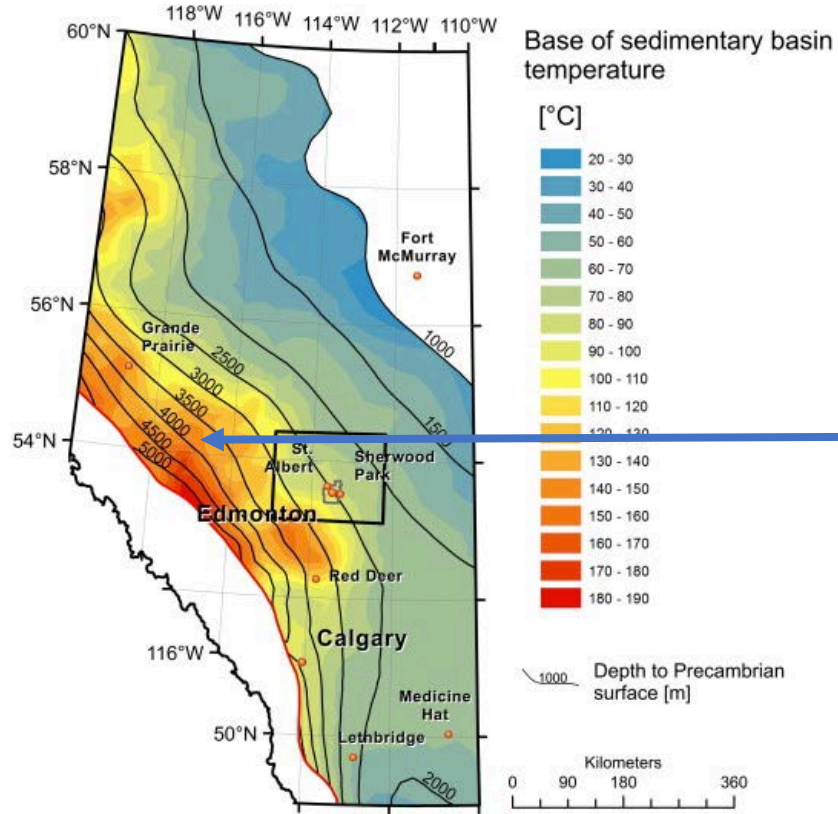 118°W 116°W 114°W 112°W 110°W
60°N
58°N
56°N
54°N
116°W
50°N
Fort
McMurray
Grande
Prairie
1000
2500
3000
3500
4000
4500
5000
1500
St.
Albert
Sherwood
Park
Edmonton
Red Deer
Calgary
Medicine
Hat
Lethbridge
2000
Base of sedimentary basin
temperature
[°C]
20 - 30
30 - 40
40 - 50
50 - 60
60 - 70
70 - 80
80 - 90
90 - 100
100 - 110
110 - 120
120 - 130
130 - 140
140 - 150
150 - 160
160 - 170
170 - 180
180 - 190
1000 Depth to Precambrian
surface [m]
Kilometers
0 90 180 360